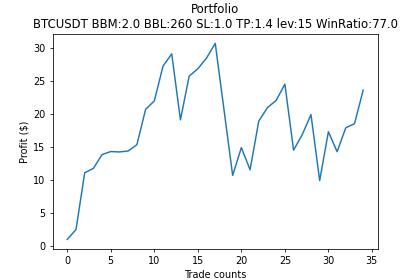 Portfolio
BTCUSDT BBM:2.0 BBL:260 SL:1.0 TP:1.4 lev:15 WinRatio:77.0
30
25
20
15
10
5
0
Profit ($)
0 5 10 15 20 25 30 35
Trade counts